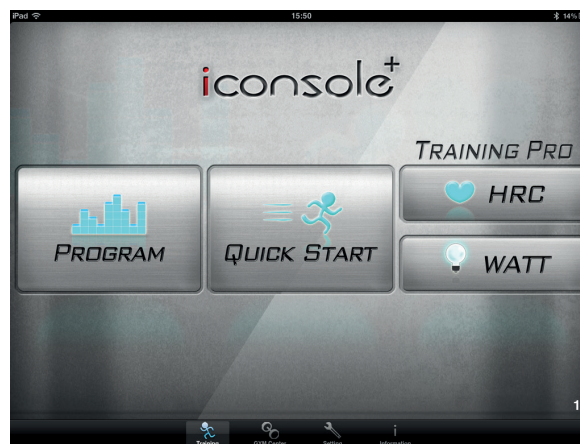 iPad 15:50 14%
iconsole+
TRAINING PRO
HRC
PROGRAM
QUICK START
WATT
1
Training GYM Center Setting Information